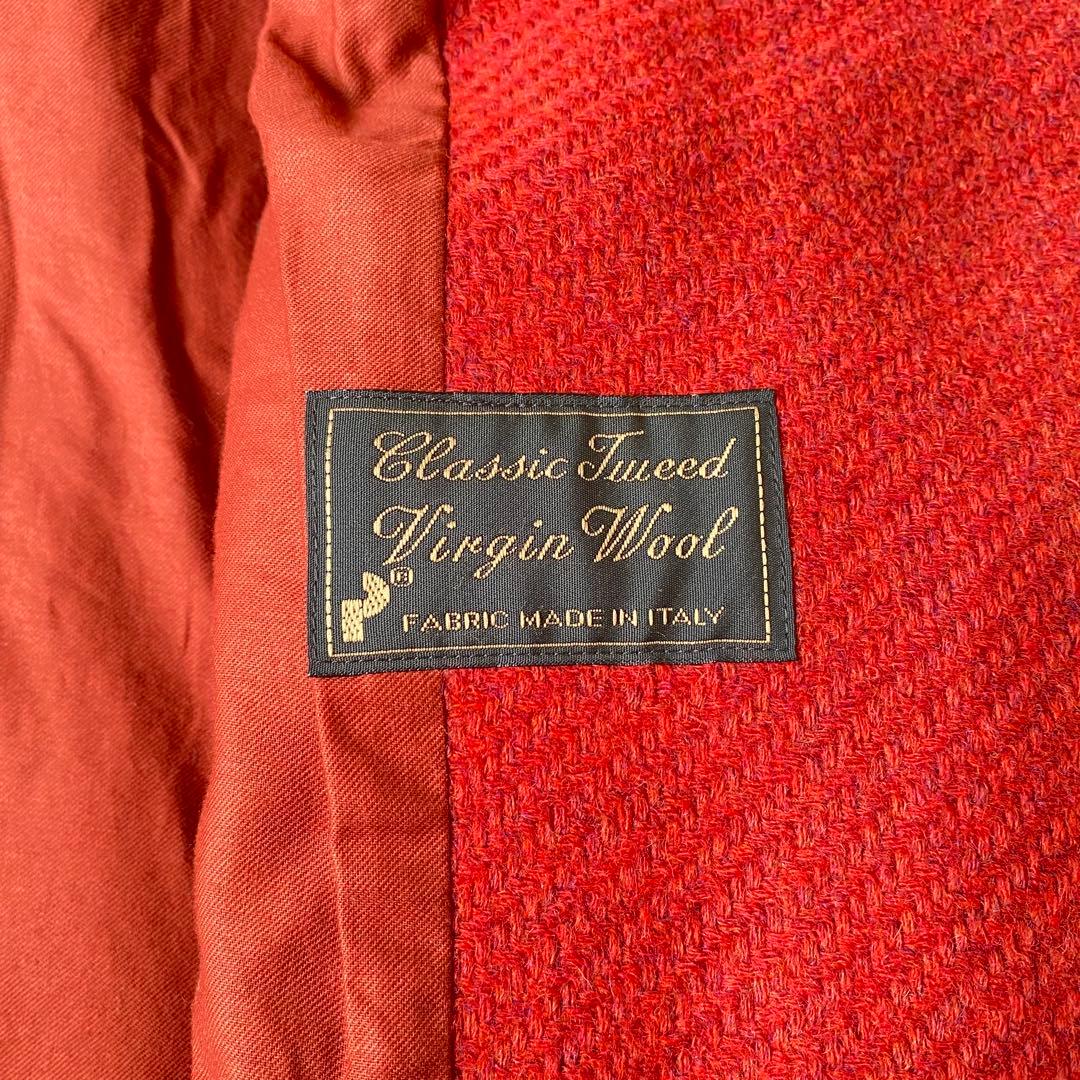 Classic Tweed
Virgin Wool
®
FABRIC MADE IN ITALY